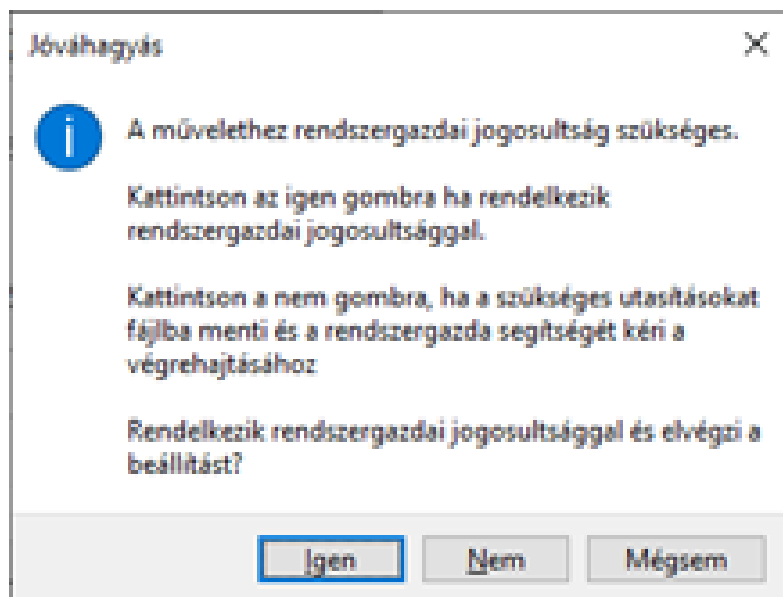 Jóváhagyás
A művelethez rendszergazdai jogosultság szükséges.
Kattintson az igen gombra ha rendelkezik
rendszergazdai jogosultsággal.
Kattintson a nem gombra, ha a szükséges utasításokat
fájlba menti és a rendszergazda segítségét kéri a
végrehajtásához
Rendelkezik rendszergazdai jogosultsággal és elvégzi a
beállítást?
Igen Nem Mégsem